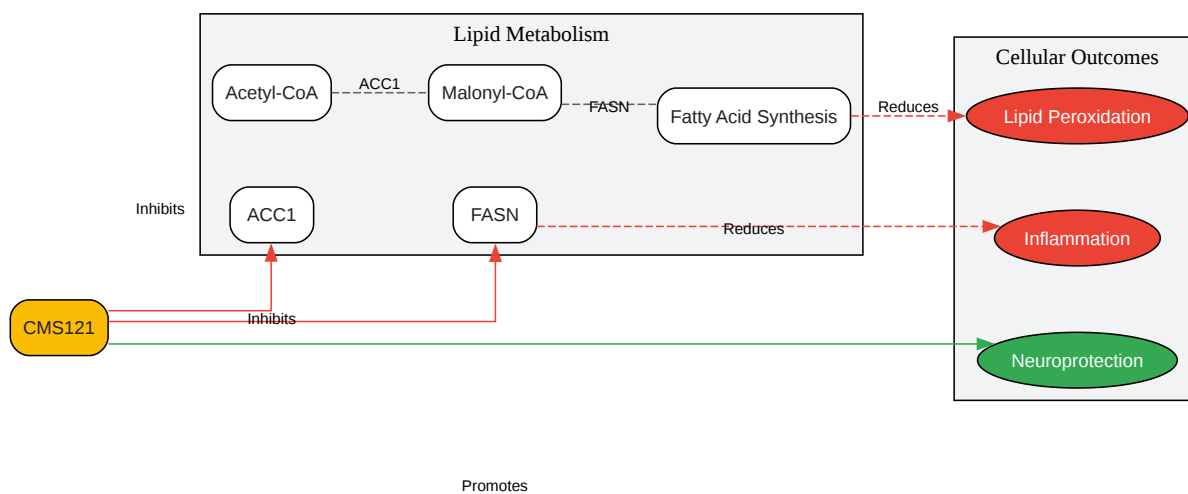 Lipid Metabolism
Cellular Outcomes
Acetyl-CoA
ACC1
Malonyl-CoA
FASN
Fatty Acid Synthesis
Reduces
Lipid Peroxidation
Inhibits
ACC1
FASN
Reduces
Inflammation
CMS121
Inhibits
Neuroprotection
Promotes